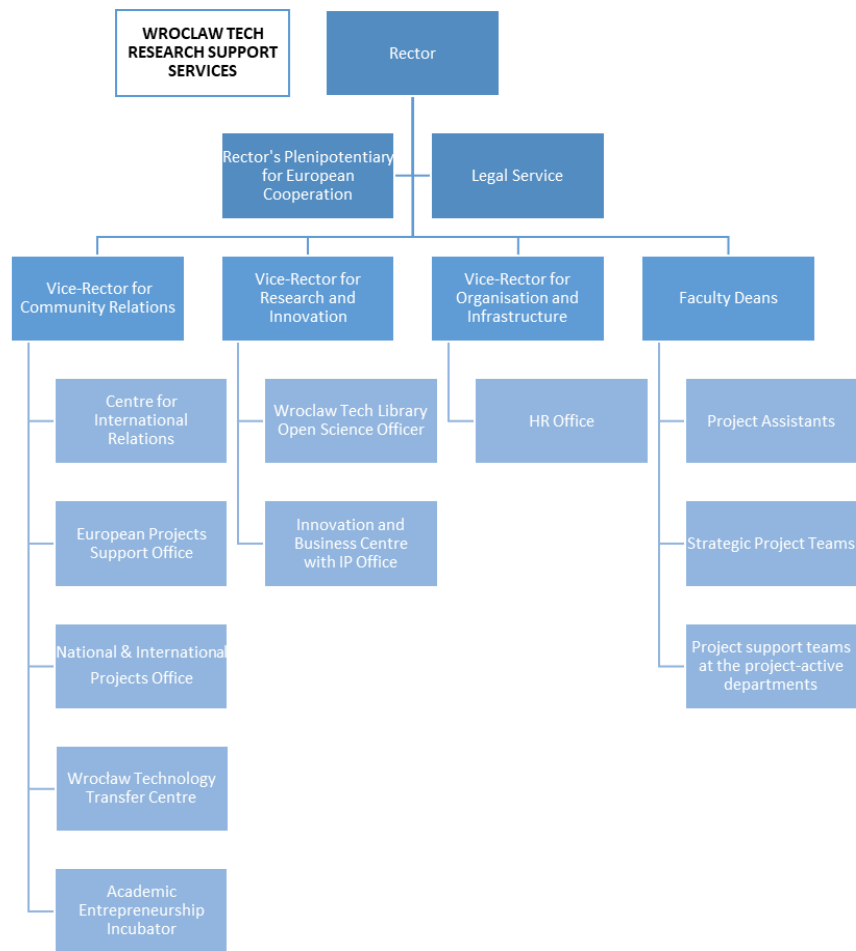 WROCLAW TECH
RESEARCH SUPPORT
SERVICES
Rector
Rector's Plenipotentiary
for European
Cooperation
Legal Service
Vice-Rector for
Community Relations
Vice-Rector for
Research and
Innovation
Vice-Rector for
Organisation and
Infrastructure
Faculty Deans
Centre for
International
Relations
Wroclaw Tech Library
Open Science Officer
HR Office
Project Assistants
European Projects
Support Office
Innovation and
Business Centre
with IP Office
Strategic Project Teams
National & International
Projects Office
Project support teams
at the project-active
departments
Wrocław Technology
Transfer Centre
Academic
Entrepreneurship
Incubator